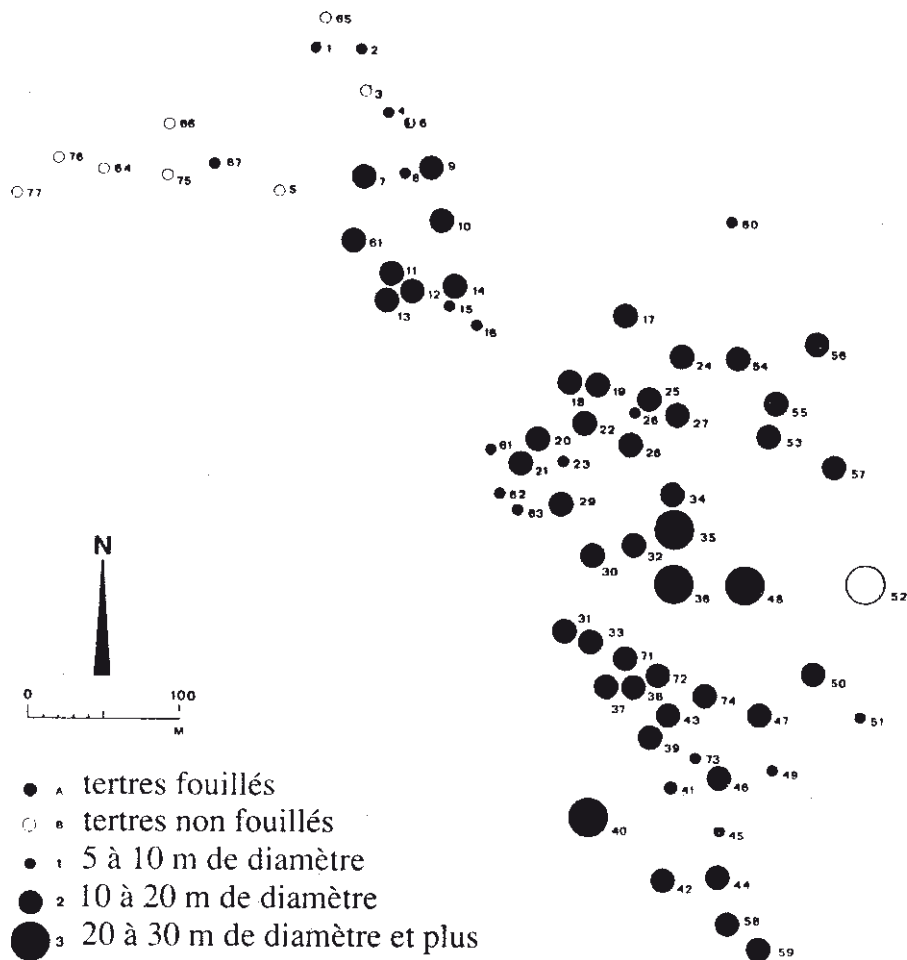 65
1 2
3
4
66 6
76 67
64 75 8 9
77 5 7
10 60
61
11
12 14
13 15
16 17
24 54 56
18 19 25
26 27 55
22
20 53
61 26
21 23 57
62 34
63 29
35
32
30
N
36 48 52
31
33
71
72 50
37 38 74
43 47 51
39
73
0 100
M
46 49
41
A tertres fouillés
40 45
B tertres non fouillés
1 5 à 10 m de diamètre
42 44
2 10 à 20 m de diamètre
58
3 20 à 30 m de diamètre et plus
59